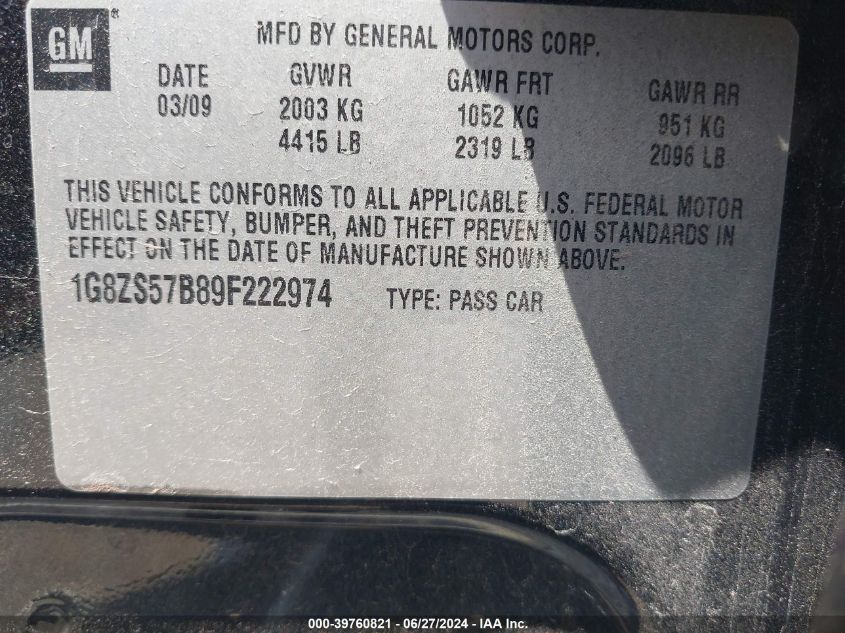 GM®
MFD BY GENERAL MOTORS CORP.
DATE GVWR GAWR FRT GAWR RR
03/09 2003 KG 1052 KG 951 KG
4415 LB 2319 LB 2096 LB
THIS VEHICLE CONFORMS TO ALL APPLICABLE U.S. FEDERAL MOTOR
VEHICLE SAFETY, BUMPER, AND THEFT PREVENTION STANDARDS IN
EFFECT ON THE DATE OF MANUFACTURE SHOWN ABOVE.
1G8ZS57B89F222974 TYPE: PASS CAR
000-39760821 - 06/27/2024 - IAA Inc.